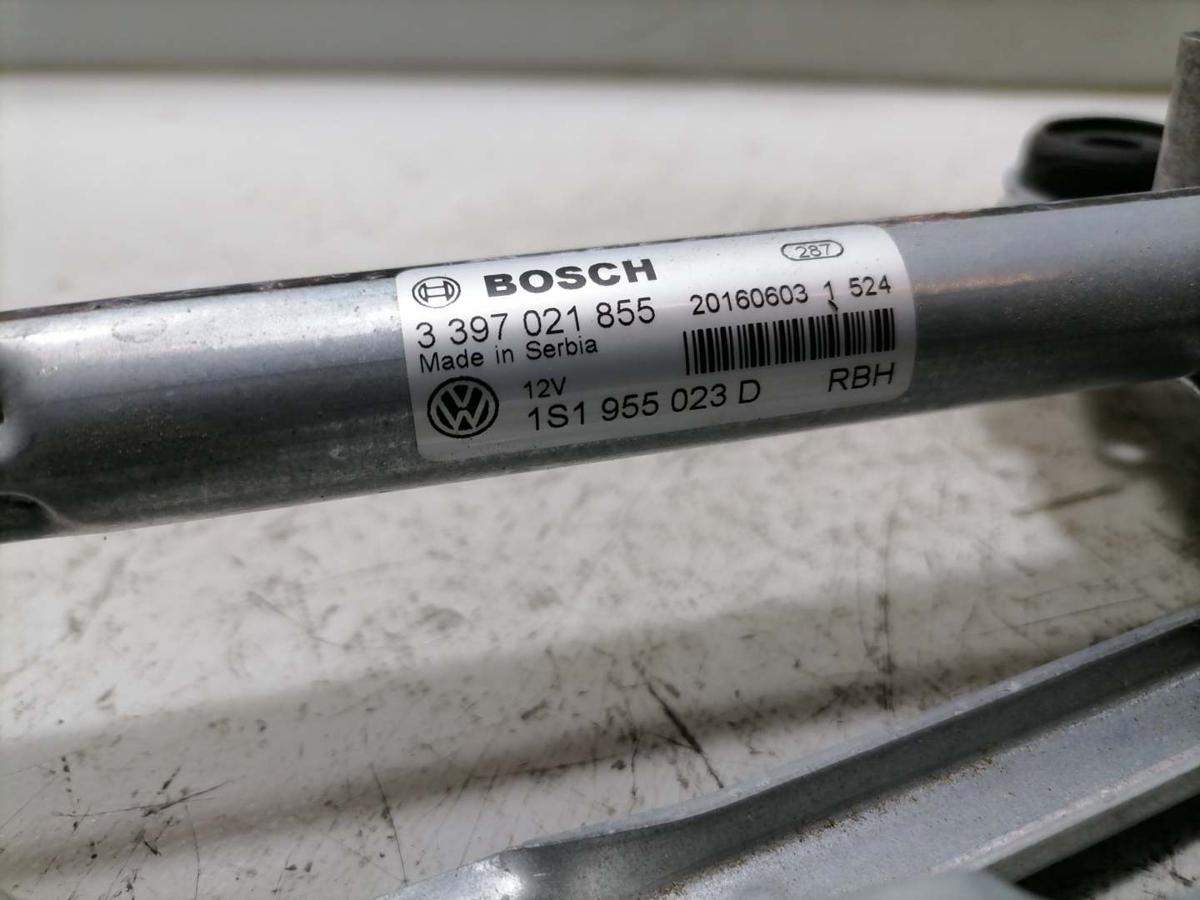 BOSCH 287
3 397 021 855 20160603 1 524
Made in Serbia
12V
1S1 955 023 D RBH